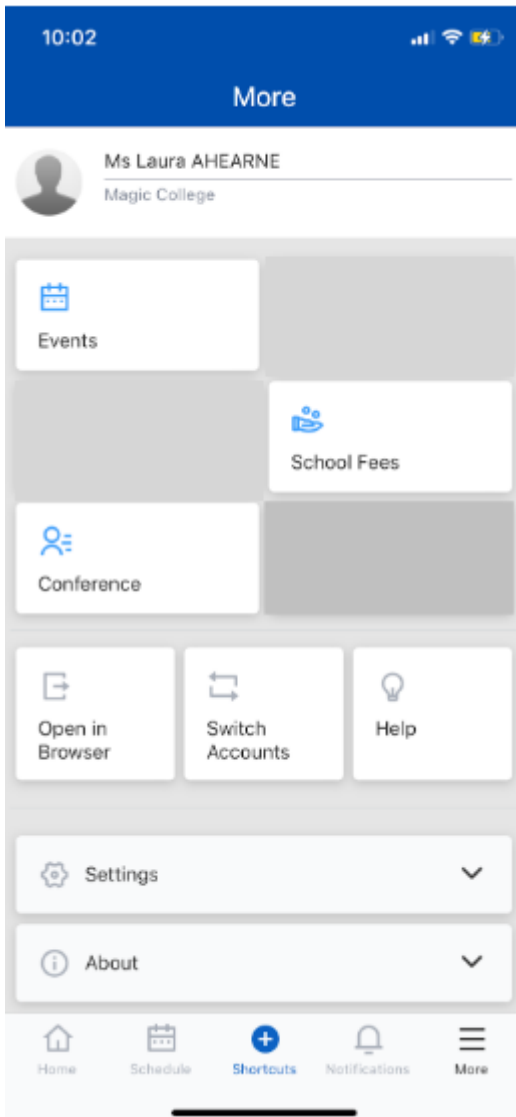 10:02
More
Ms Laura AHEARNE
Magic College
Events
School Fees
Conference
Open in
Browser
Switch
Accounts
Help
Settings
About
Home
Schedule
Shortcuts
Notifications
More